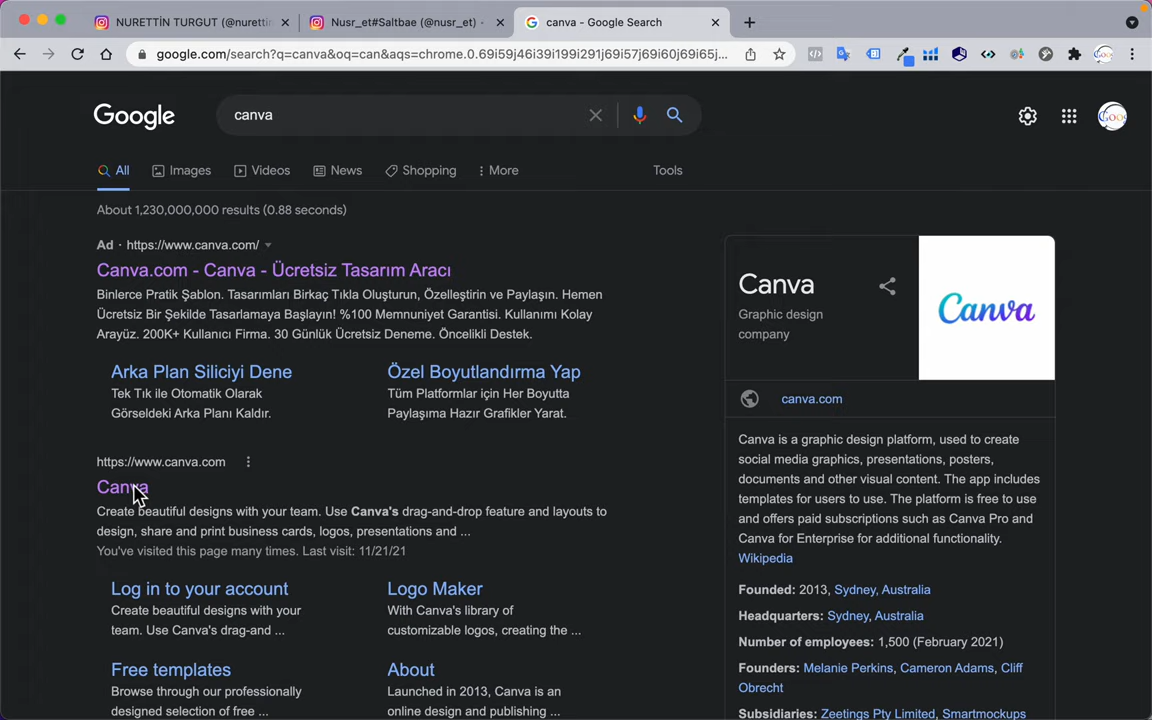 NURETTİN TURGUT (@nurettin
Nusr_et#Saltbae (@nusr_et) -
canva - Google Search
google.com/search?q=canva&oq=can&aqs=chrome.0.69i59j46i39i199i291j69i57j69i60j69i65j...
Google
canva
All
Images
Videos
News
Shopping
More
Tools
About 1,230,000,000 results (0.88 seconds)
Ad · https://www.canva.com/
Canva.com - Canva - Ücretsiz Tasarım Aracı
Binlerce Pratik Şablon. Tasarımları Birkaç Tıkla Oluşturun, Özelleştirin ve Paylaşın. Hemen
Ücretsiz Bir Şekilde Tasarlamaya Başlayın! %100 Memnuniyet Garantisi. Kullanımı Kolay
Arayüz. 200K+ Kullanıcı Firma. 30 Günlük Ücretsiz Deneme. Öncelikli Destek.
Arka Plan Siliciyi Dene
Tek Tık ile Otomatik Olarak
Görseldeki Arka Planı Kaldır.
Özel Boyutlandırma Yap
Tüm Platformlar için Her Boyutta
Paylaşıma Hazır Grafikler Yarat.
https://www.canva.com
Canva
Create beautiful designs with your team. Use Canva's drag-and-drop feature and layouts to
design, share and print business cards, logos, presentations and ...
You've visited this page many times. Last visit: 11/21/21
Log in to your account
Create beautiful designs with your
team. Use Canva's drag-and ...
Logo Maker
With Canva's library of
customizable logos, creating the ...
Free templates
Browse through our professionally
designed selection of free ...
About
Launched in 2013, Canva is an
online design and publishing ...
Canva
Graphic design
company
Canva
canva.com
Canva is a graphic design platform, used to create
social media graphics, presentations, posters,
documents and other visual content. The app includes
templates for users to use. The platform is free to use
and offers paid subscriptions such as Canva Pro and
Canva for Enterprise for additional functionality.
Wikipedia
Founded: 2013, Sydney, Australia
Headquarters: Sydney, Australia
Number of employees: 1,500 (February 2021)
Founders: Melanie Perkins, Cameron Adams, Cliff
Obrecht
Subsidiaries: Zeetings Pty Limited, Smartmockups